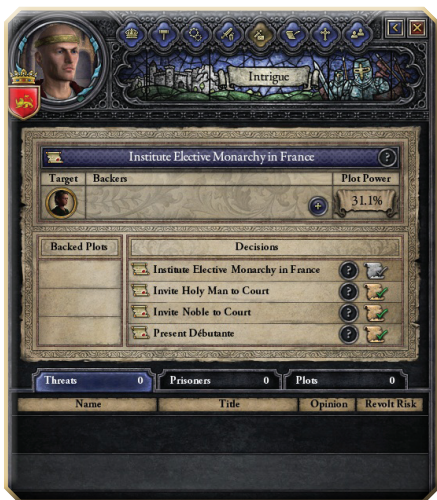 Intrigue
Institute Elective Monarchy in France ?
Target Backers Plot Power
31.1%
Backed Plots Decisions
Institute Elective Monarchy in France ?
Invite Holy Man to Court ?
Invite Noble to Court ?
Present Débutante ?
Threats 0 Prisoners 0 Plots 0
Name Title Opinion Revolt Risk